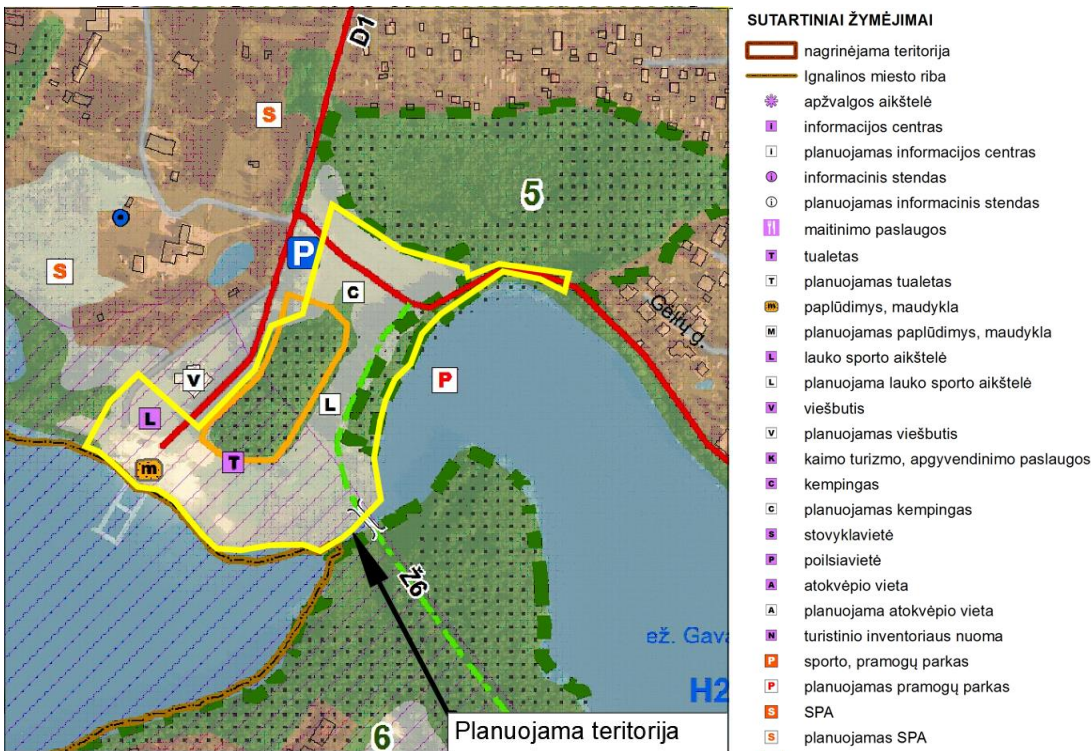 D1
S
5
P
S
C
Geltų g.
V
P
L
L
T
m
Ž6
ež. Gava
H2
6
Planuojama teritorija
SUTARTINIAI ŽYMĖJIMAI
nagrinėjama teritorija
Ignalinos miesto riba
apžvalgos aikštelė
i informacijos centras
i planuojamas informacijos centras
i informacinis stendas
i planuojamas informacinis stendas
maitinimo paslaugos
T tualetas
T planuojamas tualetas
m paplūdimys, maudykla
M planuojamas paplūdimys, maudykla
L lauko sporto aikštelė
L planuojama lauko sporto aikštelė
V viešbutis
V planuojamas viešbutis
K kaimo turizmo, apgyvendinimo paslaugos
C kempingas
C planuojamas kempingas
S stovyklavietė
P poilsiavietė
A atokvėpio vieta
A planuojama atokvėpio vieta
N turistinio inventoriaus nuoma
P sporto, pramogų parkas
P planuojamas pramogų parkas
S SPA
S planuojamas SPA